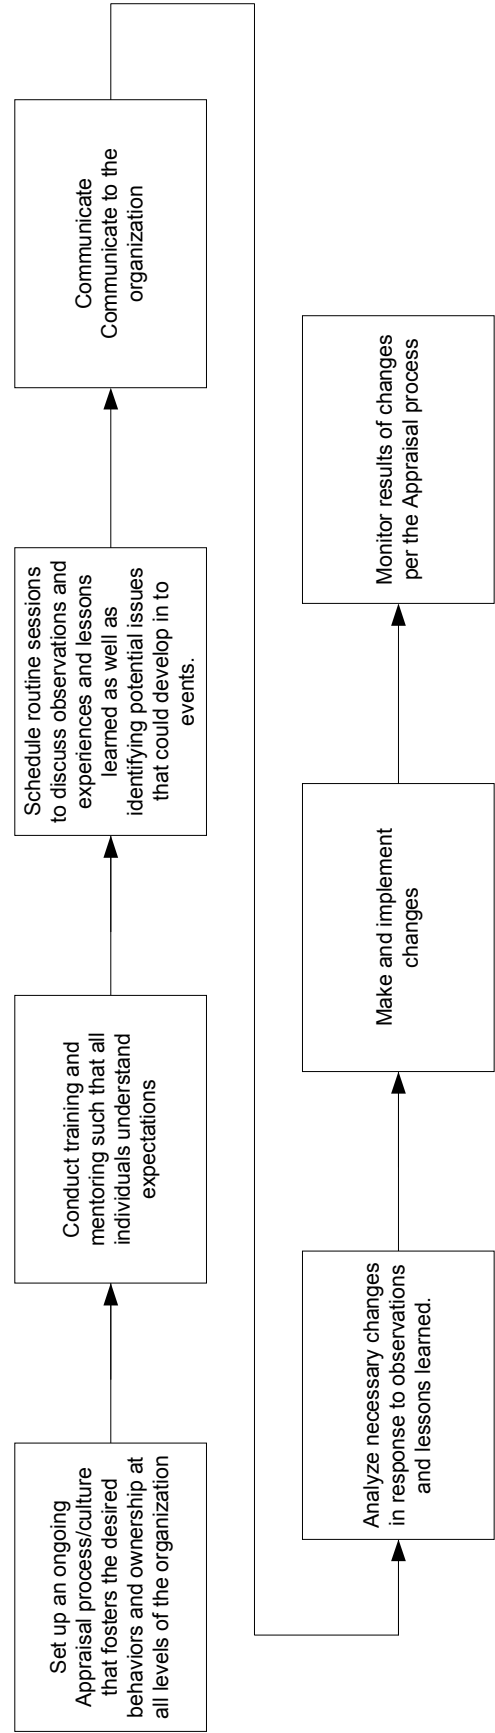 Set up an ongoing
Appraisal process/culture
that fosters the desired
behaviors and ownership at
all levels of the organization
Conduct training and
mentoring such that all
individuals understand
expectations
Schedule routine sessions
to discuss observations and
experiences and lessons
learned as well as
identifying potential issues
that could develop in to
events.
Communicate
Communicate to the
organization
Analyze necessary changes
in response to observations
and lessons learned.
Make and implement
changes
Monitor results of changes
per the Appraisal process